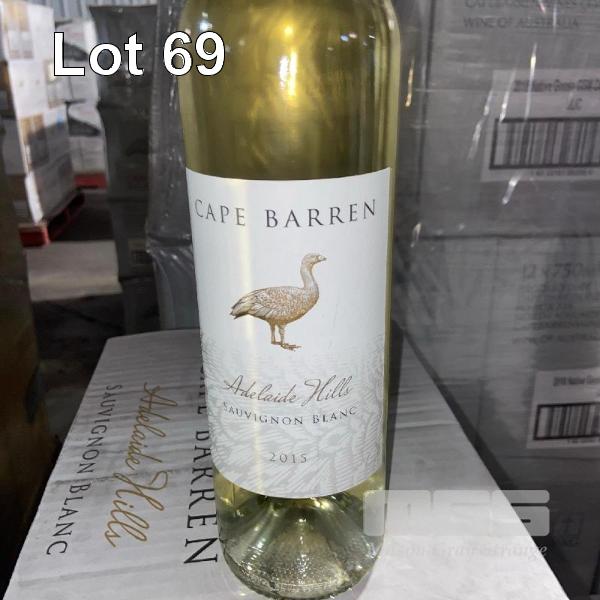 Lot 69
WINE OF AUSTRALIA
CAPE BARREN
Adelaide Hills
SAUVIGNON BLANC
2015
CAPE BARREN
Adelaide Hills
SAUVIGNON BLANC
12 x 750